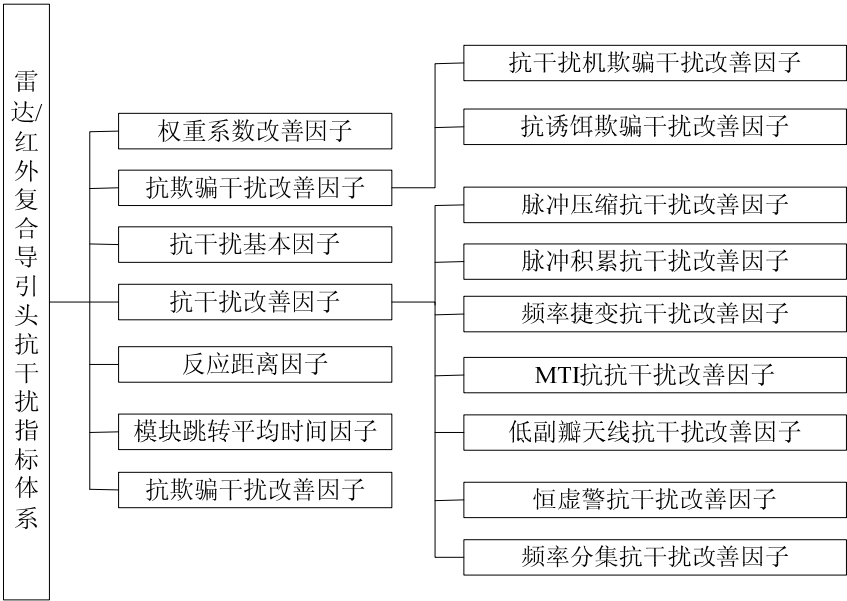 雷达/红外复合导引头抗干扰指标体系
权重系数改善因子
抗欺骗干扰改善因子
抗干扰基本因子
抗干扰改善因子
反应距离因子
模块跳转平均时间因子
抗欺骗干扰改善因子
抗干扰机欺骗干扰改善因子
抗诱饵欺骗干扰改善因子
脉冲压缩抗干扰改善因子
脉冲积累抗干扰改善因子
频率捷变抗干扰改善因子
MTI抗抗干扰改善因子
低副瓣天线抗干扰改善因子
恒虚警抗干扰改善因子
频率分集抗干扰改善因子